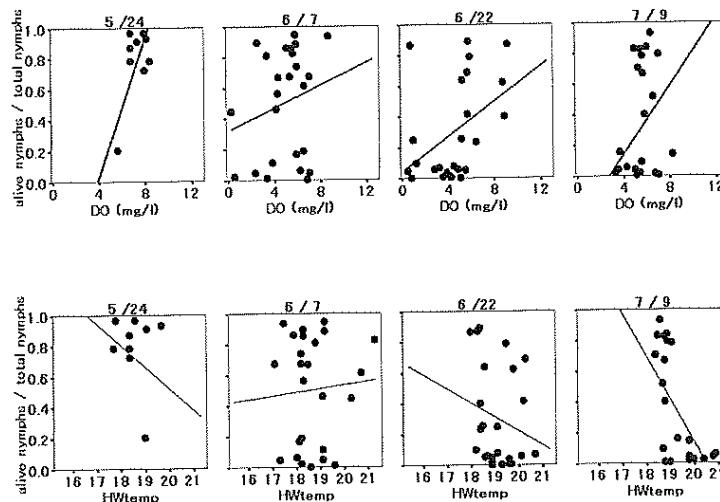 5/24 6/7 6/22 7/9
alive nymphs / total nymphs
1.0
0.8
0.6
0.4
0.2
0.0
0 4 8 12 0 4 8 12 0 4 8 12 0 4 8 12
DO (mg/l) DO (mg/l) DO (mg/l) DO (mg/l)
5/24 6/7 6/22 7/9
alive nymphs / total nymphs
1.0
0.8
0.6
0.4
0.2
0.0
16 17 18 19 20 21 16 17 18 19 20 21 16 17 18 19 20 21 16 17 18 19 20 21
HWtemp HWtemp HWtemp HWtemp